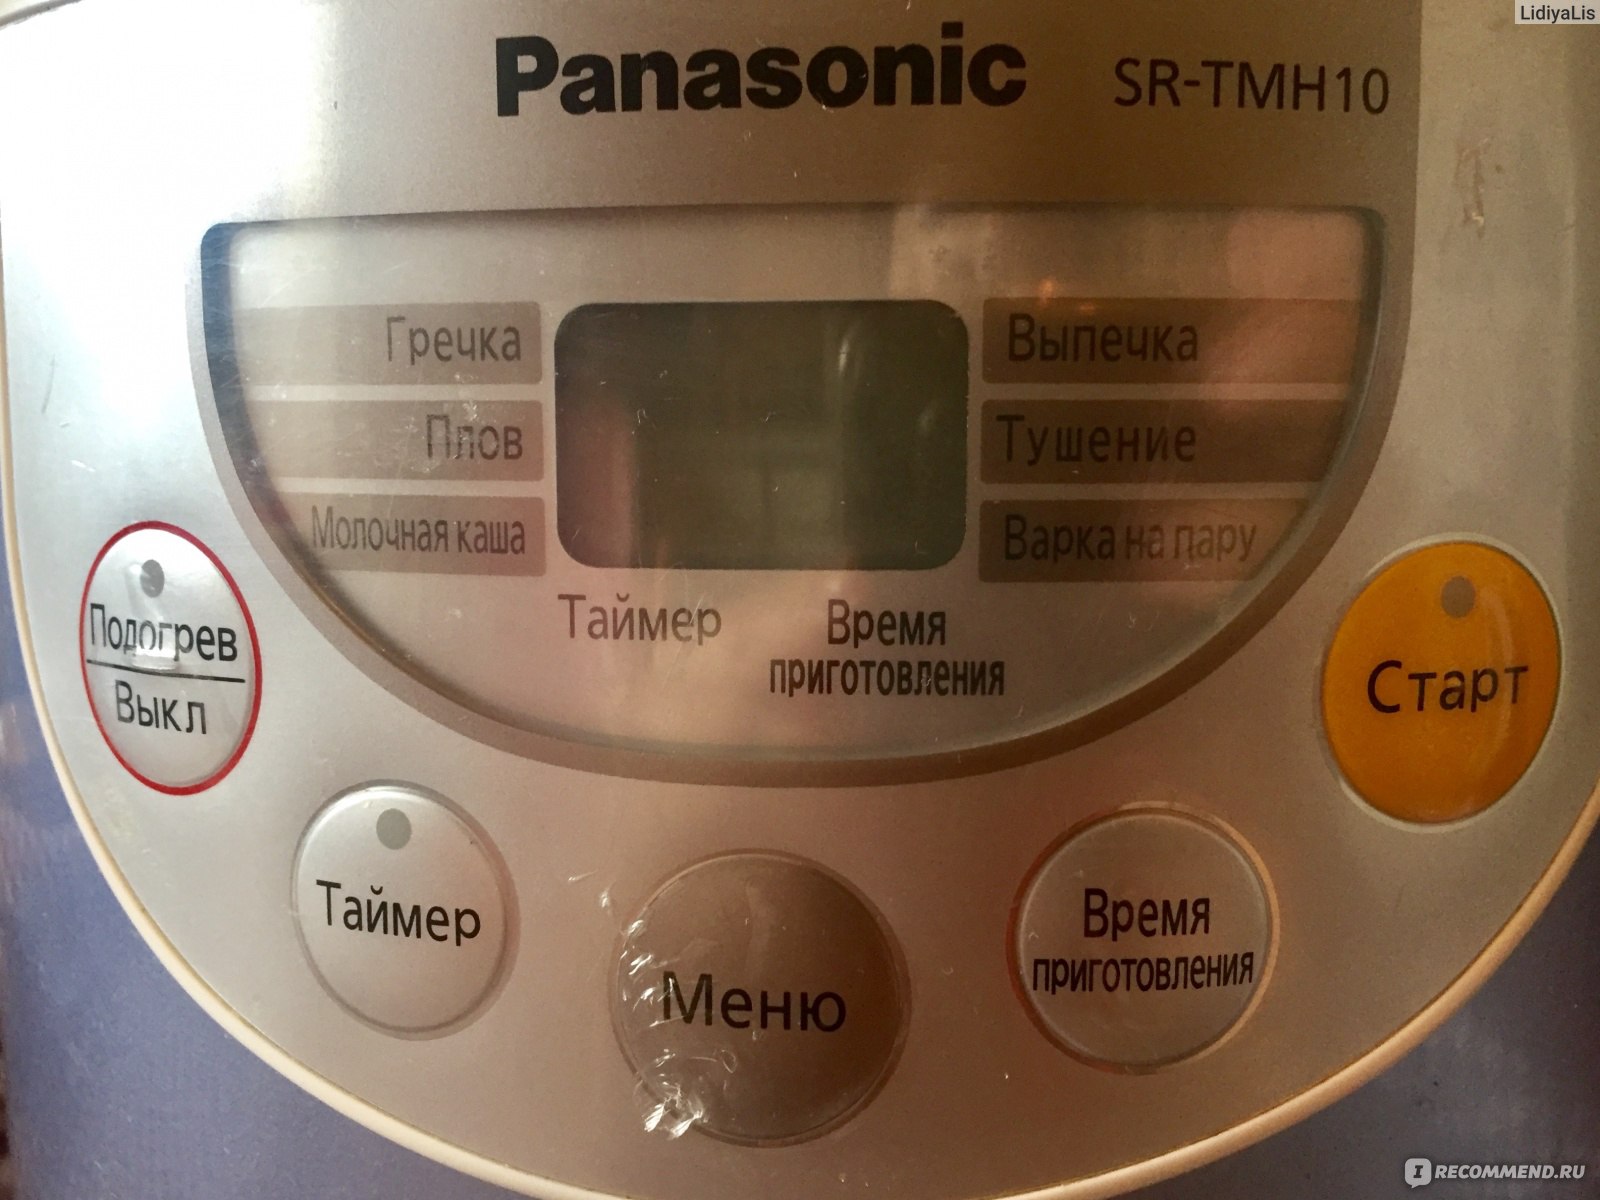 LidiyaLis
Panasonic SR-TMH10
Гречка
Выпечка
Плов
Тушение
Молочная каша
Варка на пару
Таймер
Время
приготовления
Подогрев
Выкл
Старт
Таймер
Меню
Время
приготовления
IRECOMMEND.RU